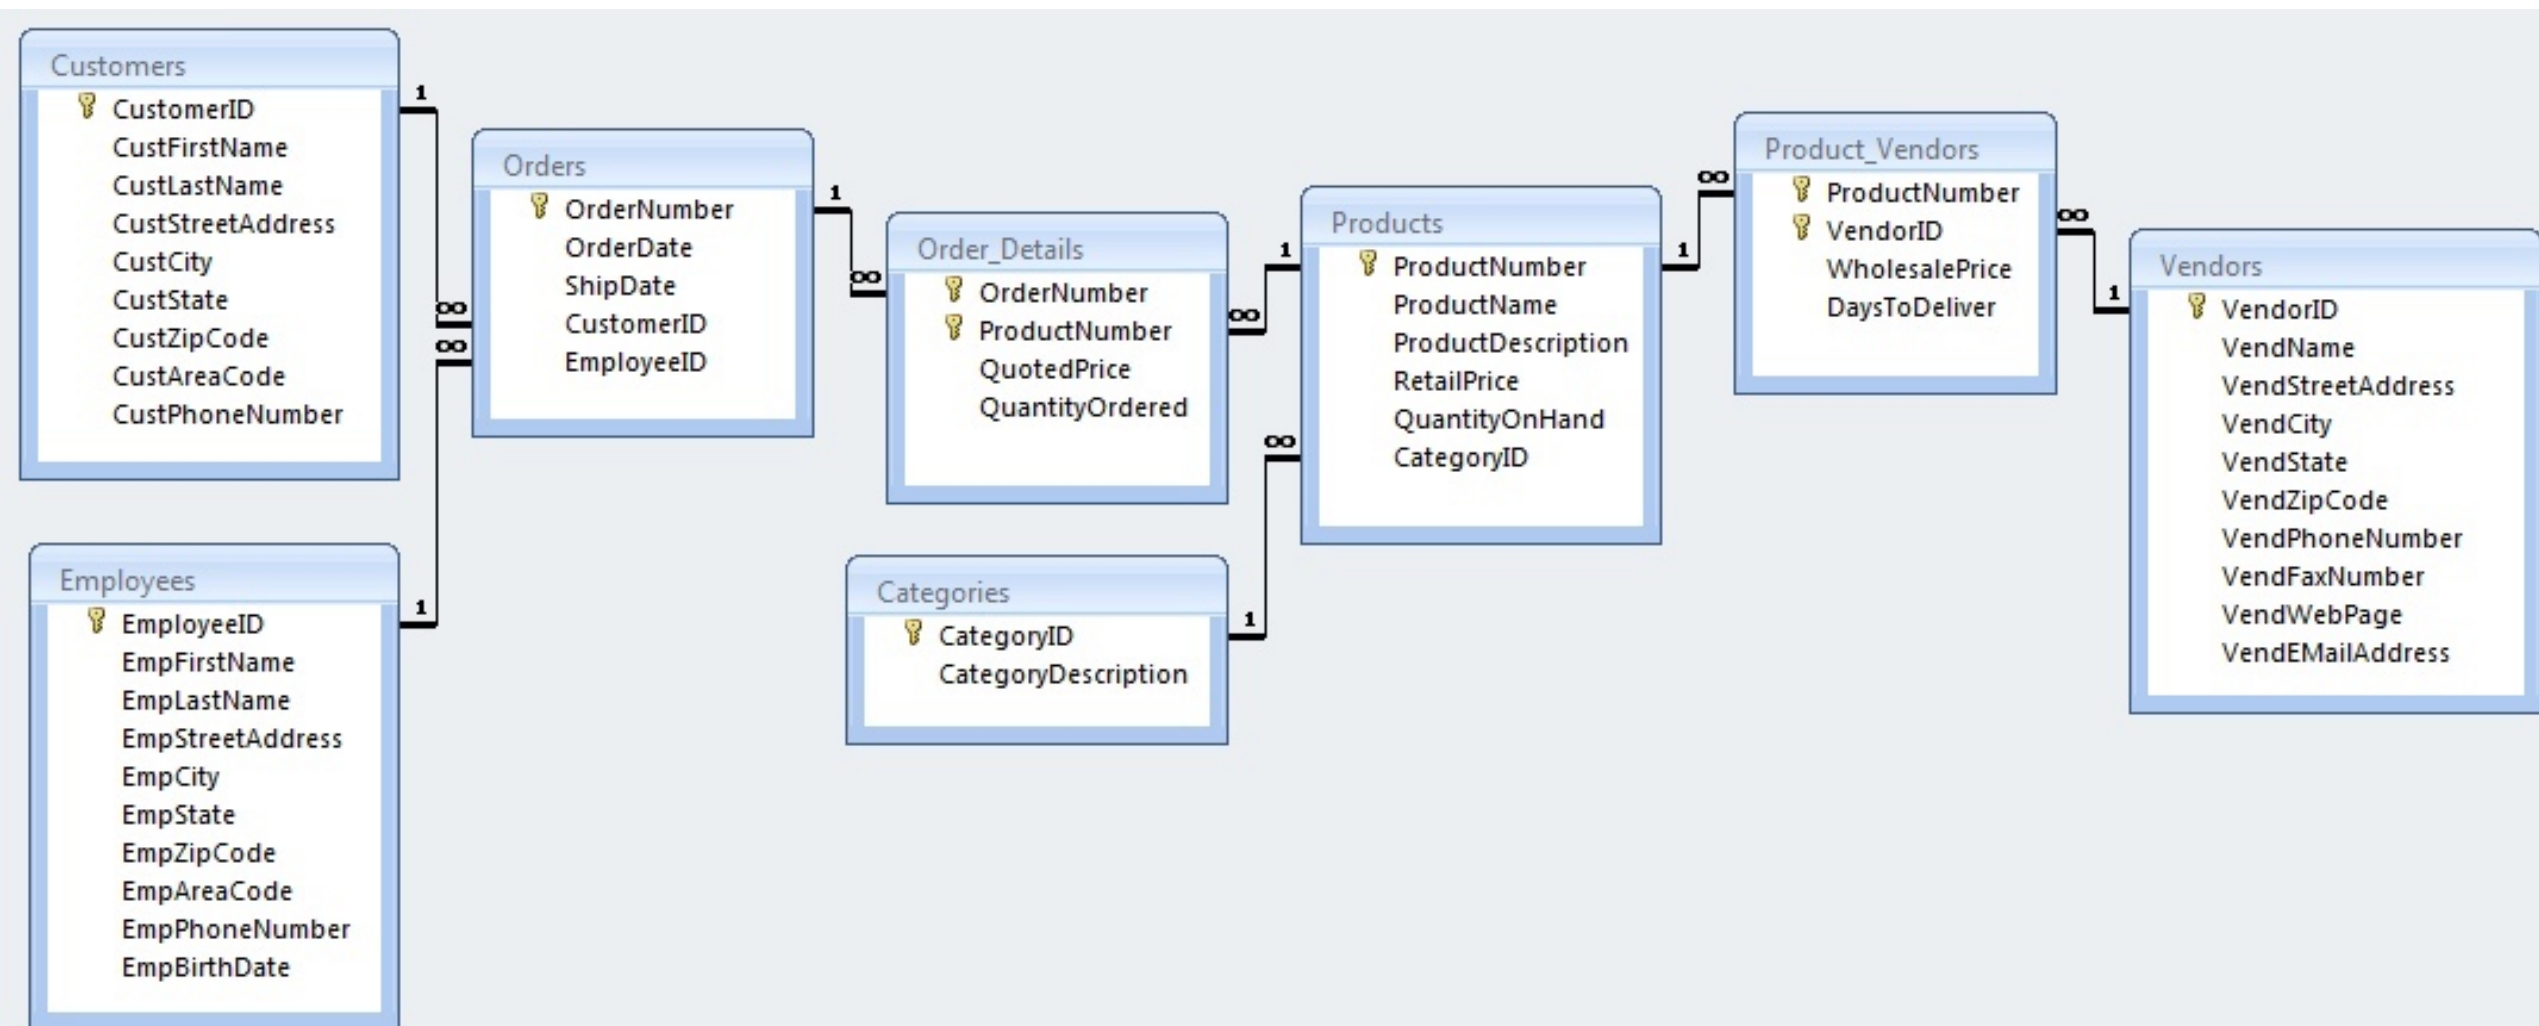 Customers
CustomerID
CustFirstName
CustLastName
CustStreetAddress
CustCity
CustState
CustZipCode
CustAreaCode
CustPhoneNumber
1
∞
∞
1
Employees
EmployeeID
EmpFirstName
EmpLastName
EmpStreetAddress
EmpCity
EmpState
EmpZipCode
EmpAreaCode
EmpPhoneNumber
EmpBirthDate
Orders
OrderNumber
OrderDate
ShipDate
CustomerID
EmployeeID
1
∞
Order_Details
OrderNumber
ProductNumber
QuotedPrice
QuantityOrdered
1
∞
Categories
CategoryID
CategoryDescription
1
∞
Products
ProductNumber
ProductName
ProductDescription
RetailPrice
QuantityOnHand
CategoryID
1
∞
Product_Vendors
ProductNumber
VendorID
WholesalePrice
DaysToDeliver
∞
1
Vendors
VendorID
VendName
VendStreetAddress
VendCity
VendState
VendZipCode
VendPhoneNumber
VendFaxNumber
VendWebPage
VendEMailAddress